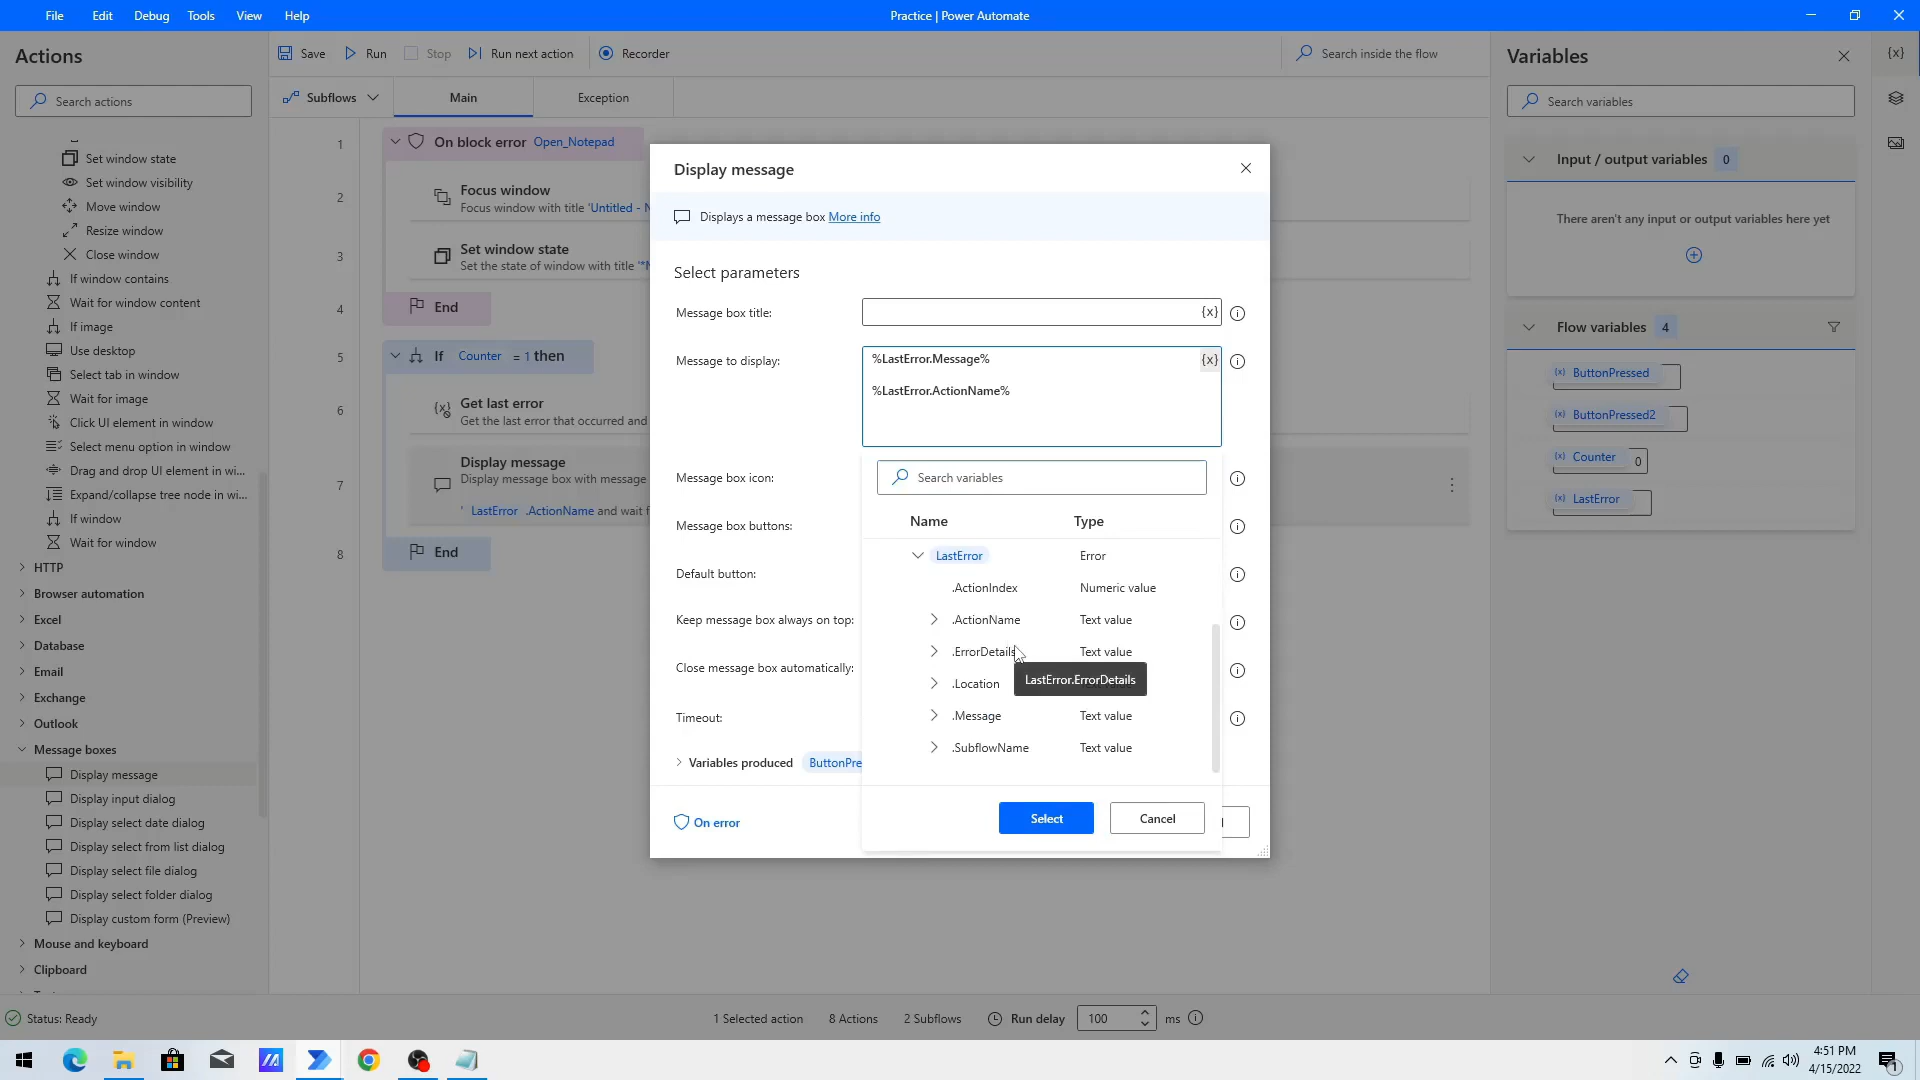 File Edit Debug Tools View Help
Practice | Power Automate
Actions
Search actions
Set window state
Set window visibility
Move window
Resize window
Close window
If window contains
Wait for window content
If image
Use desktop
Select tab in window
Wait for image
Click UI element in window
Select menu option in window
Drag and drop UI element in wi...
Expand/collapse tree node in wi...
If window
Wait for window
HTTP
Browser automation
Excel
Database
Email
Exchange
Outlook
Message boxes
Display message
Display input dialog
Display select date dialog
Display select from list dialog
Display select file dialog
Display select folder dialog
Display custom form (Preview)
Mouse and keyboard
Clipboard
Save Run Stop Run next action Recorder
Search inside the flow
Subflows Main Exception
1 On block error Open_Notepad
2 Focus window
Focus window with title 'Untitled - N
3 Set window state
Set the state of window with title '*N
4 End
5 If Counter = 1 then
6 {x} Get last error
Get the last error that occurred and
7 Display message
Display message box with message
' LastError .ActionName and wait f
8 End
Display message
Displays a message box More info
Select parameters
Message box title: {x}
Message to display: %LastError.Message% {x}
%LastError.ActionName%
Message box icon:
Message box buttons:
Default button:
Keep message box always on top:
Close message box automatically:
Timeout:
Variables produced ButtonPre
On error
Search variables
Name Type
LastError Error
.ActionIndex Numeric value
.ActionName Text value
.ErrorDetails Text value
LastError.ErrorDetails
.Location
.Message Text value
.SubflowName Text value
Select Cancel
Variables
{x}
Search variables
Input / output variables 0
There aren't any input or output variables here yet
Flow variables 4
(x) ButtonPressed
(x) ButtonPressed2
(x) Counter 0
(x) LastError
Status: Ready
1 Selected action 8 Actions 2 Subflows Run delay 100 ms
4:51 PM
4/15/2022
1